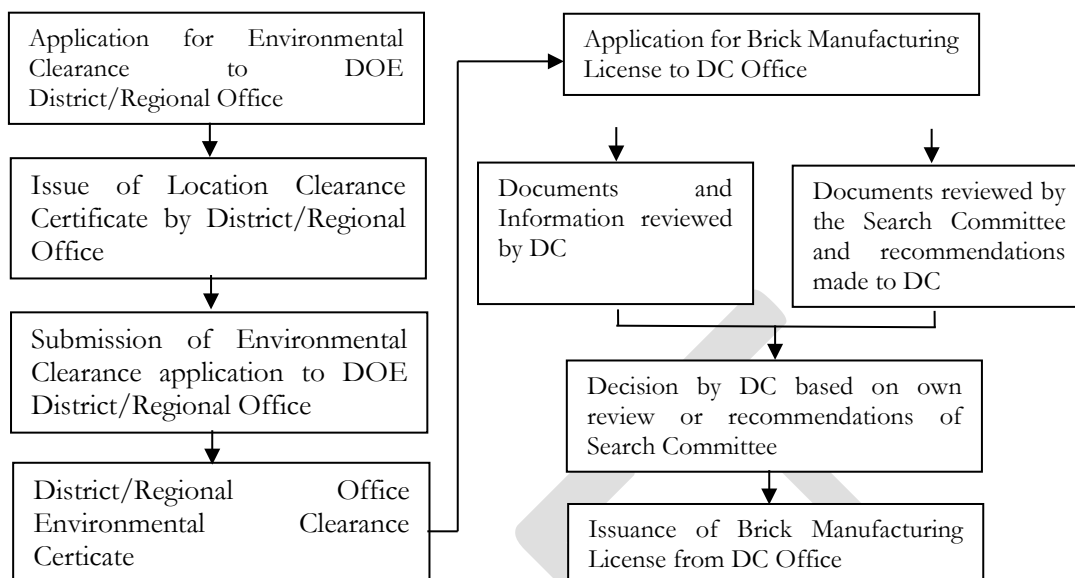 Application for Environmental
Clearance to DOE
District/Regional Office
Issue of Location Clearance
Certificate by District/Regional
Office
Submission of Environmental
Clearance application to DOE
District/Regional Office
District/Regional Office
Environmental Clearance
Certicate
Application for Brick Manufacturing
License to DC Office
Documents and
Information reviewed
by DC
Documents reviewed by
the Search Committee
and recommendations
made to DC
Decision by DC based on own
review or recommendations of
Search Committee
Issuance of Brick Manufacturing
License from DC Office